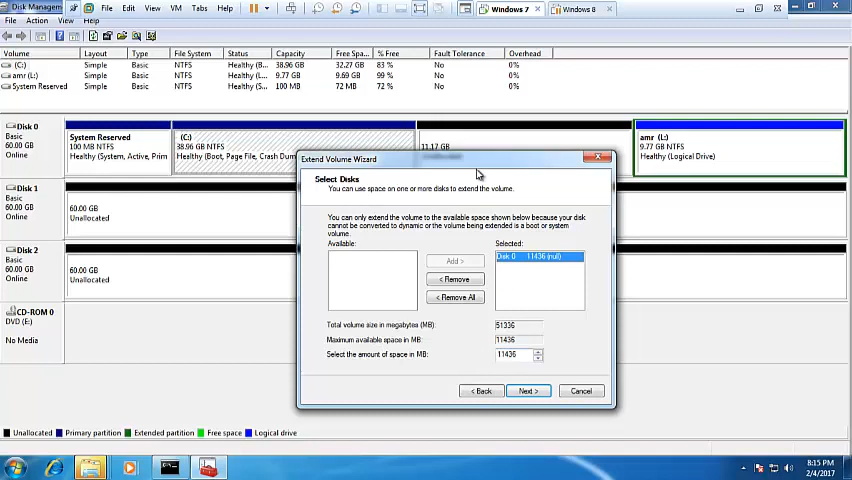 Disk Managem
File Edit View VM Tabs Help
Windows 7
Windows 8
File Action View Help
Volume Layout Type File System Status Capacity Free Spa... % Free Fault Tolerance Overhead
(C:) Simple Basic NTFS Healthy (B... 38.96 GB 32.27 GB 83 % No 0%
amr (L:) Simple Basic NTFS Healthy (L... 9.77 GB 9.69 GB 99 % No 0%
System Reserved Simple Basic NTFS Healthy (S... 100 MB 72 MB 72 % No 0%
Disk 0
Basic
60.00 GB
Online
System Reserved
100 MB NTFS
Healthy (System, Active, Prim
(C:)
38.96 GB NTFS
Healthy (Boot, Page File, Crash Dum
11.17 GB
amr (L:)
9.77 GB NTFS
Healthy (Logical Drive)
Disk 1
Basic
60.00 GB
Online
60.00 GB
Unallocated
Disk 2
Basic
60.00 GB
Online
60.00 GB
Unallocated
CD-ROM 0
DVD (E:)
No Media
Extend Volume Wizard
Select Disks
You can use space on one or more disks to extend the volume.
You can only extend the volume to the available space shown below because your disk
cannot be converted to dynamic or the volume being extended is a boot or system
volume.
Available:
Selected:
Disk 0 11436 (null)
Add >
< Remove
< Remove All
Total volume size in megabytes (MB): 51336
Maximum available space in MB: 11436
Select the amount of space in MB: 11436
< Back Next > Cancel
Unallocated Primary partition Extended partition Free space Logical drive
8:15 PM
2/4/2017